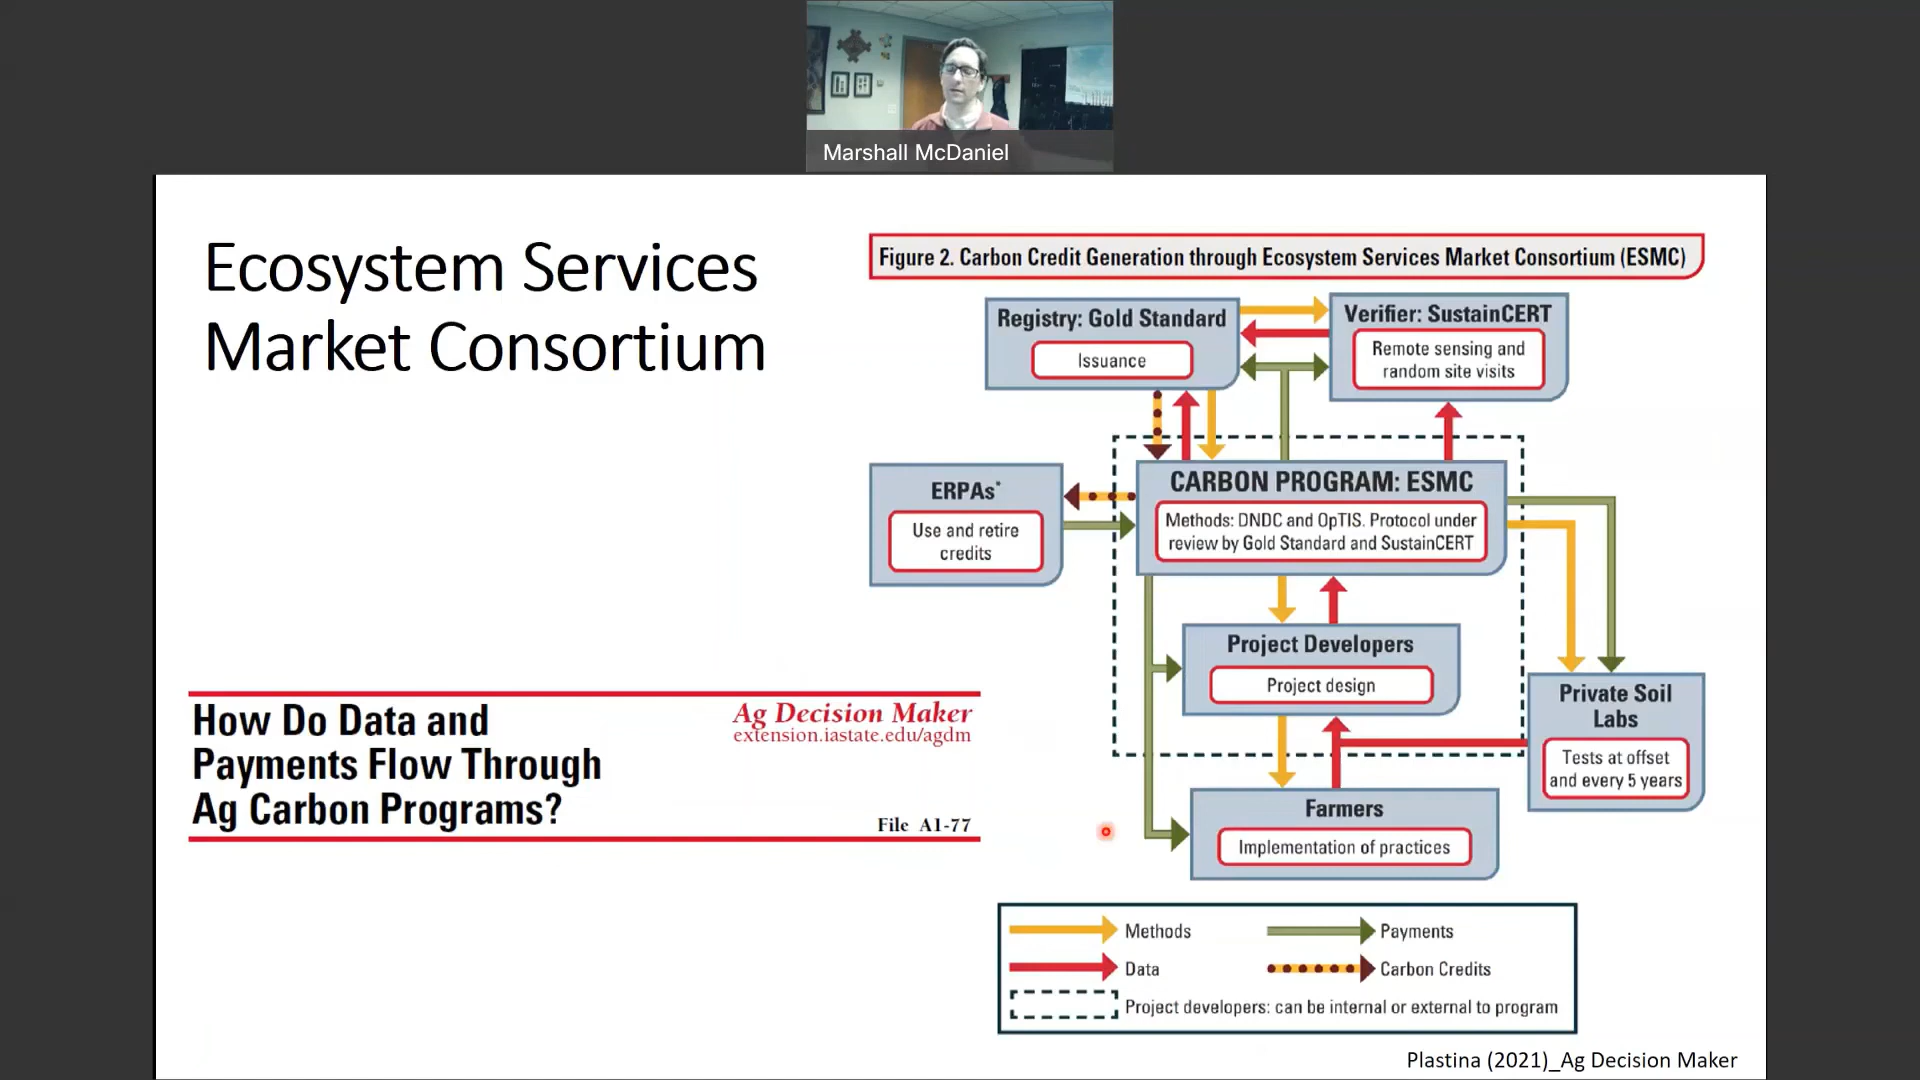 Marshall McDaniel
Ecosystem Services
Market Consortium
Figure 2. Carbon Credit Generation through Ecosystem Services Market Consortium (ESMC)
Registry: Gold Standard
Issuance
Verifier: SustainCERT
Remote sensing and
random site visits
ERPAs*
Use and retire
credits
CARBON PROGRAM: ESMC
Methods: DNDC and OpTIS. Protocol under
review by Gold Standard and SustainCERT
Project Developers
Project design
Private Soil
Labs
Tests at offset
and every 5 years
Farmers
Implementation of practices
How Do Data and
Payments Flow Through
Ag Carbon Programs?
Ag Decision Maker
extension.iastate.edu/agdm
File A1-77
Methods
Payments
Data
Carbon Credits
Project developers: can be internal or external to program
Plastina (2021)_Ag Decision Maker